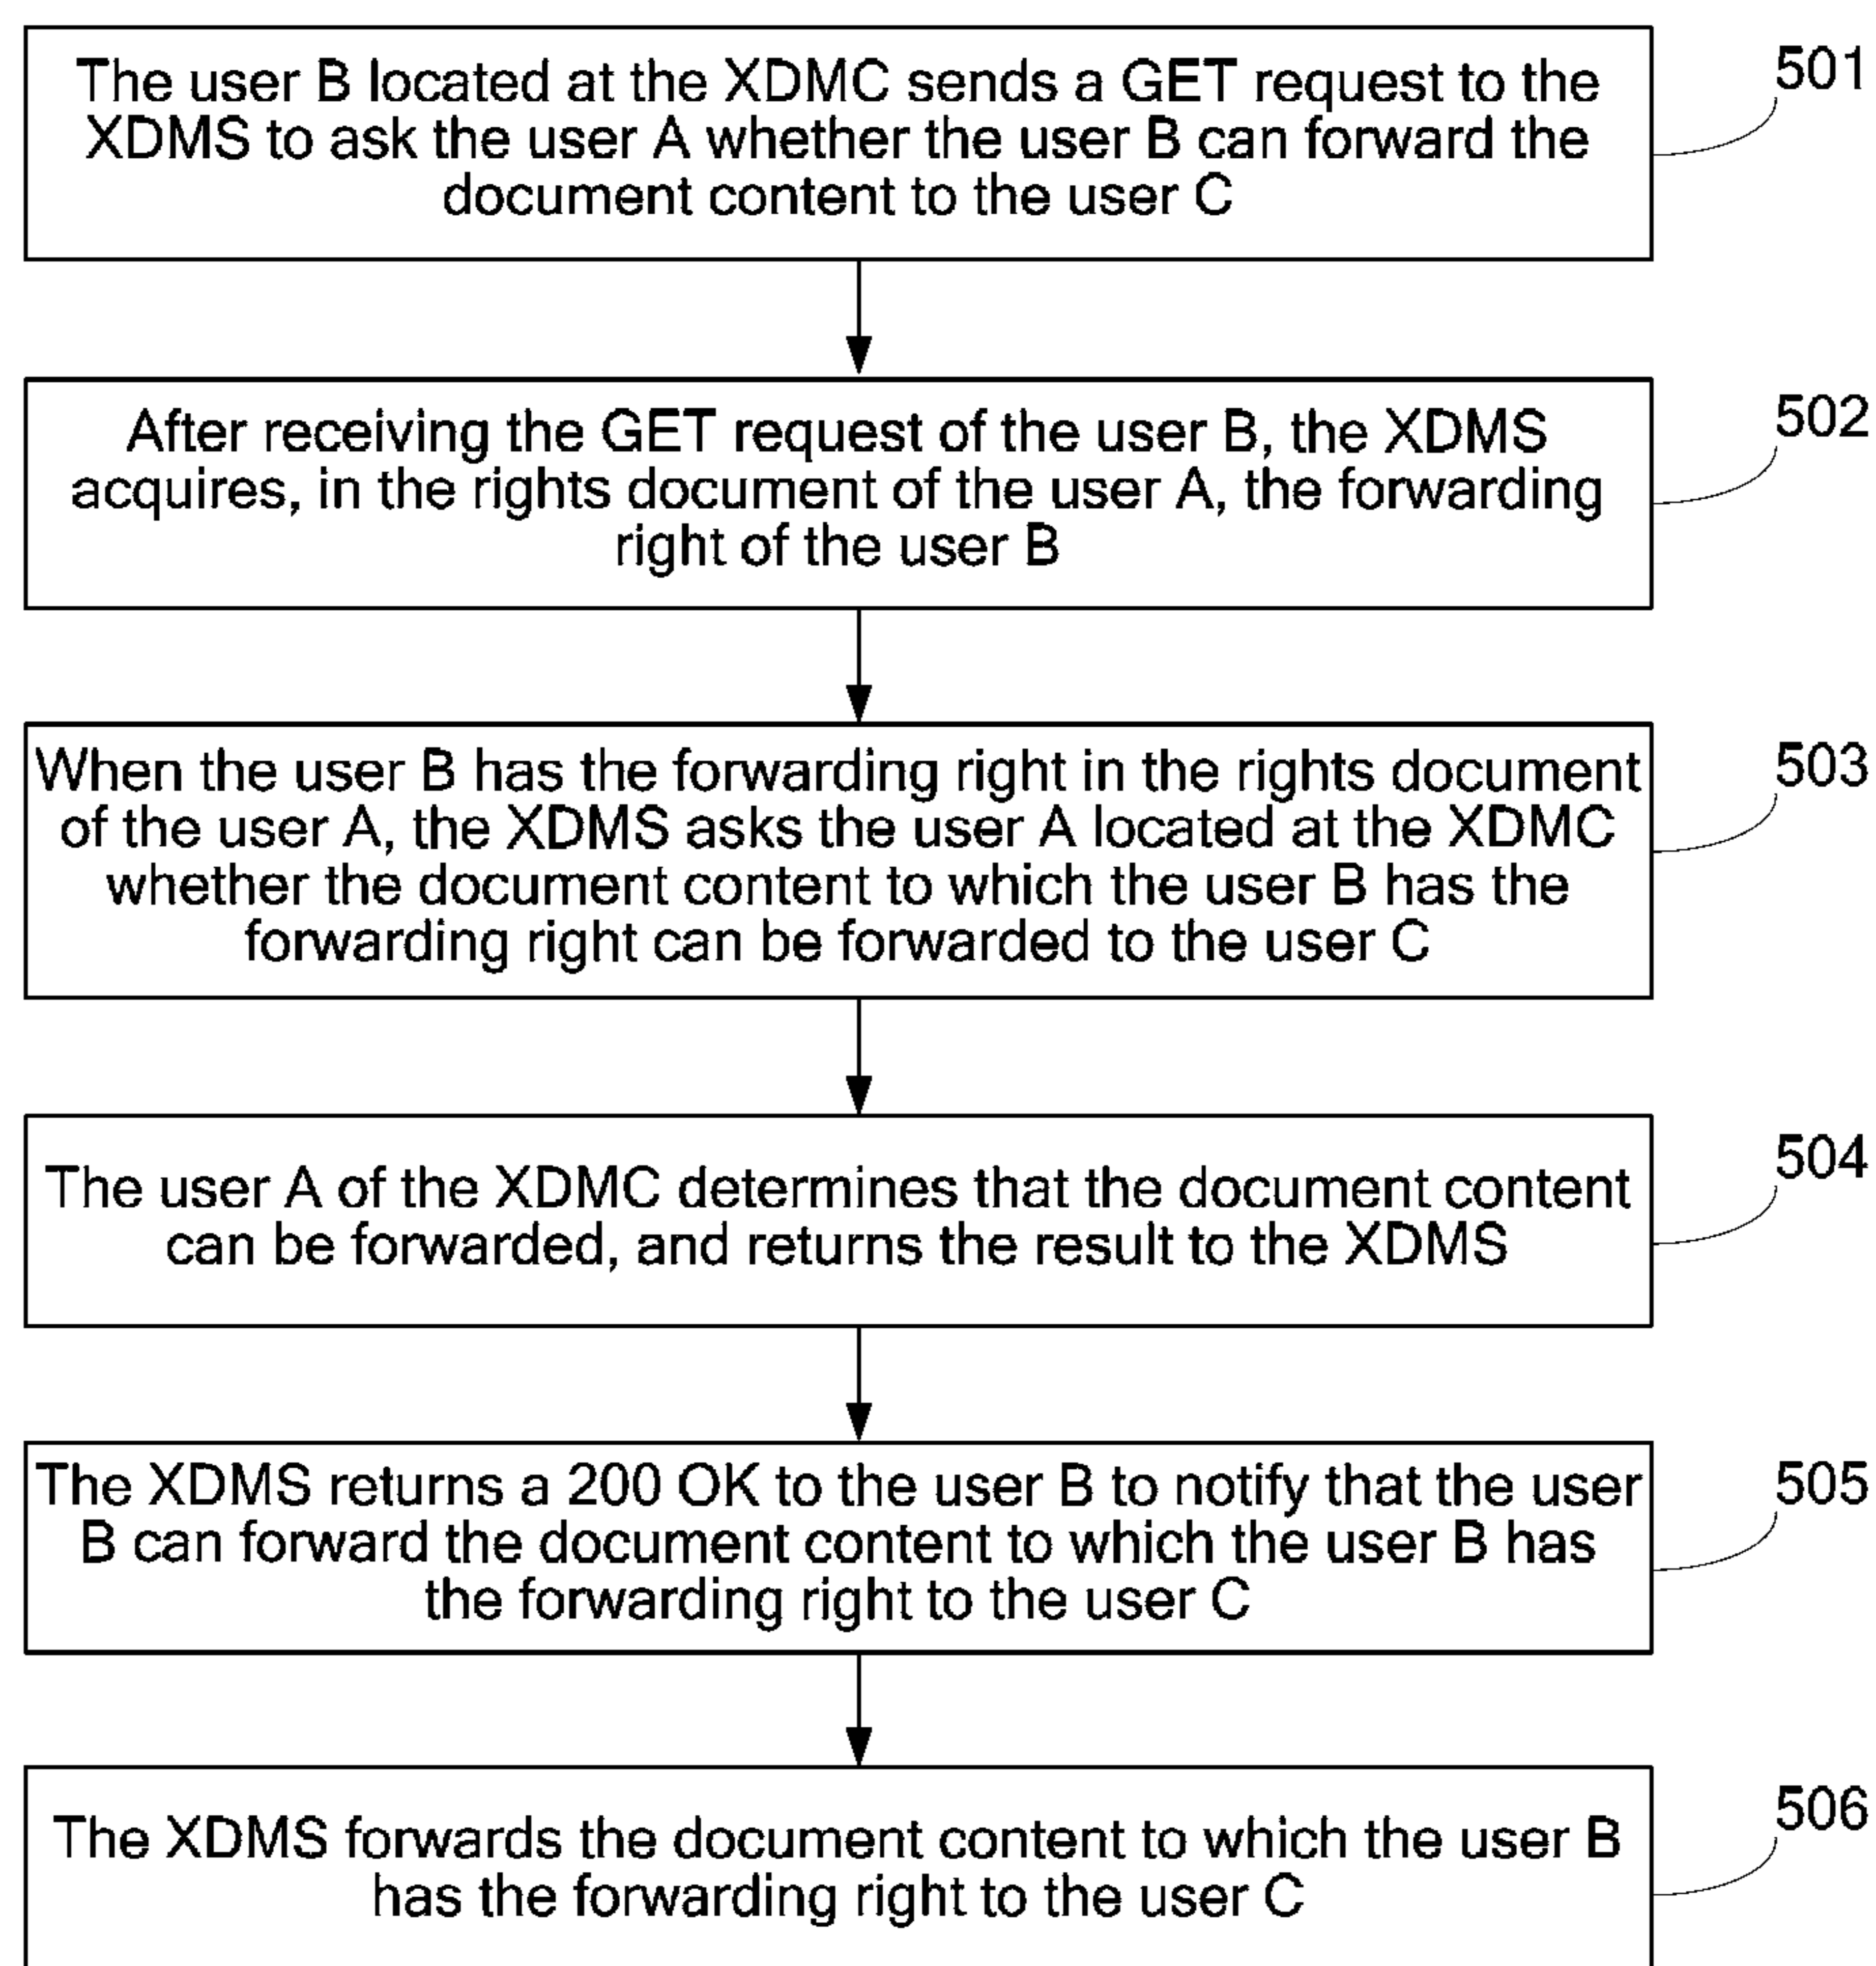 The user B located at the XDMC sends a GET request to the
XDMS to ask the user A whether the user B can forward the
document content to the user C
501
After receiving the GET request of the user B, the XDMS
acquires, in the rights document of the user A, the forwarding
right of the user B
502
When the user B has the forwarding right in the rights document
of the user A, the XDMS asks the user A located at the XDMC
whether the document content to which the user B has the
forwarding right can be forwarded to the user C
503
The user A of the XDMC determines that the document content
can be forwarded, and returns the result to the XDMS
504
The XDMS returns a 200 OK to the user B to notify that the user
B can forward the document content to which the user B has
the forwarding right to the user C
505
The XDMS forwards the document content to which the user B
has the forwarding right to the user C
506